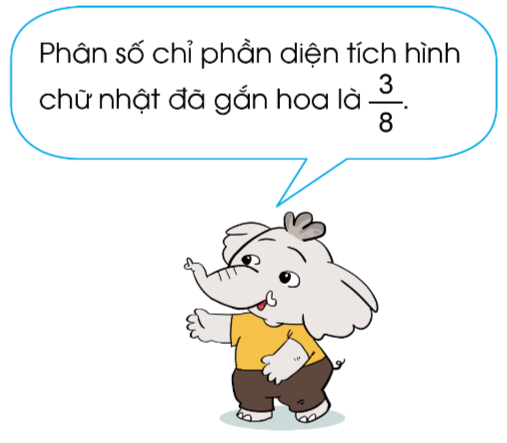 Phân số chỉ phần diện tích hình
chữ nhật đã gắn hoa là 3/8.